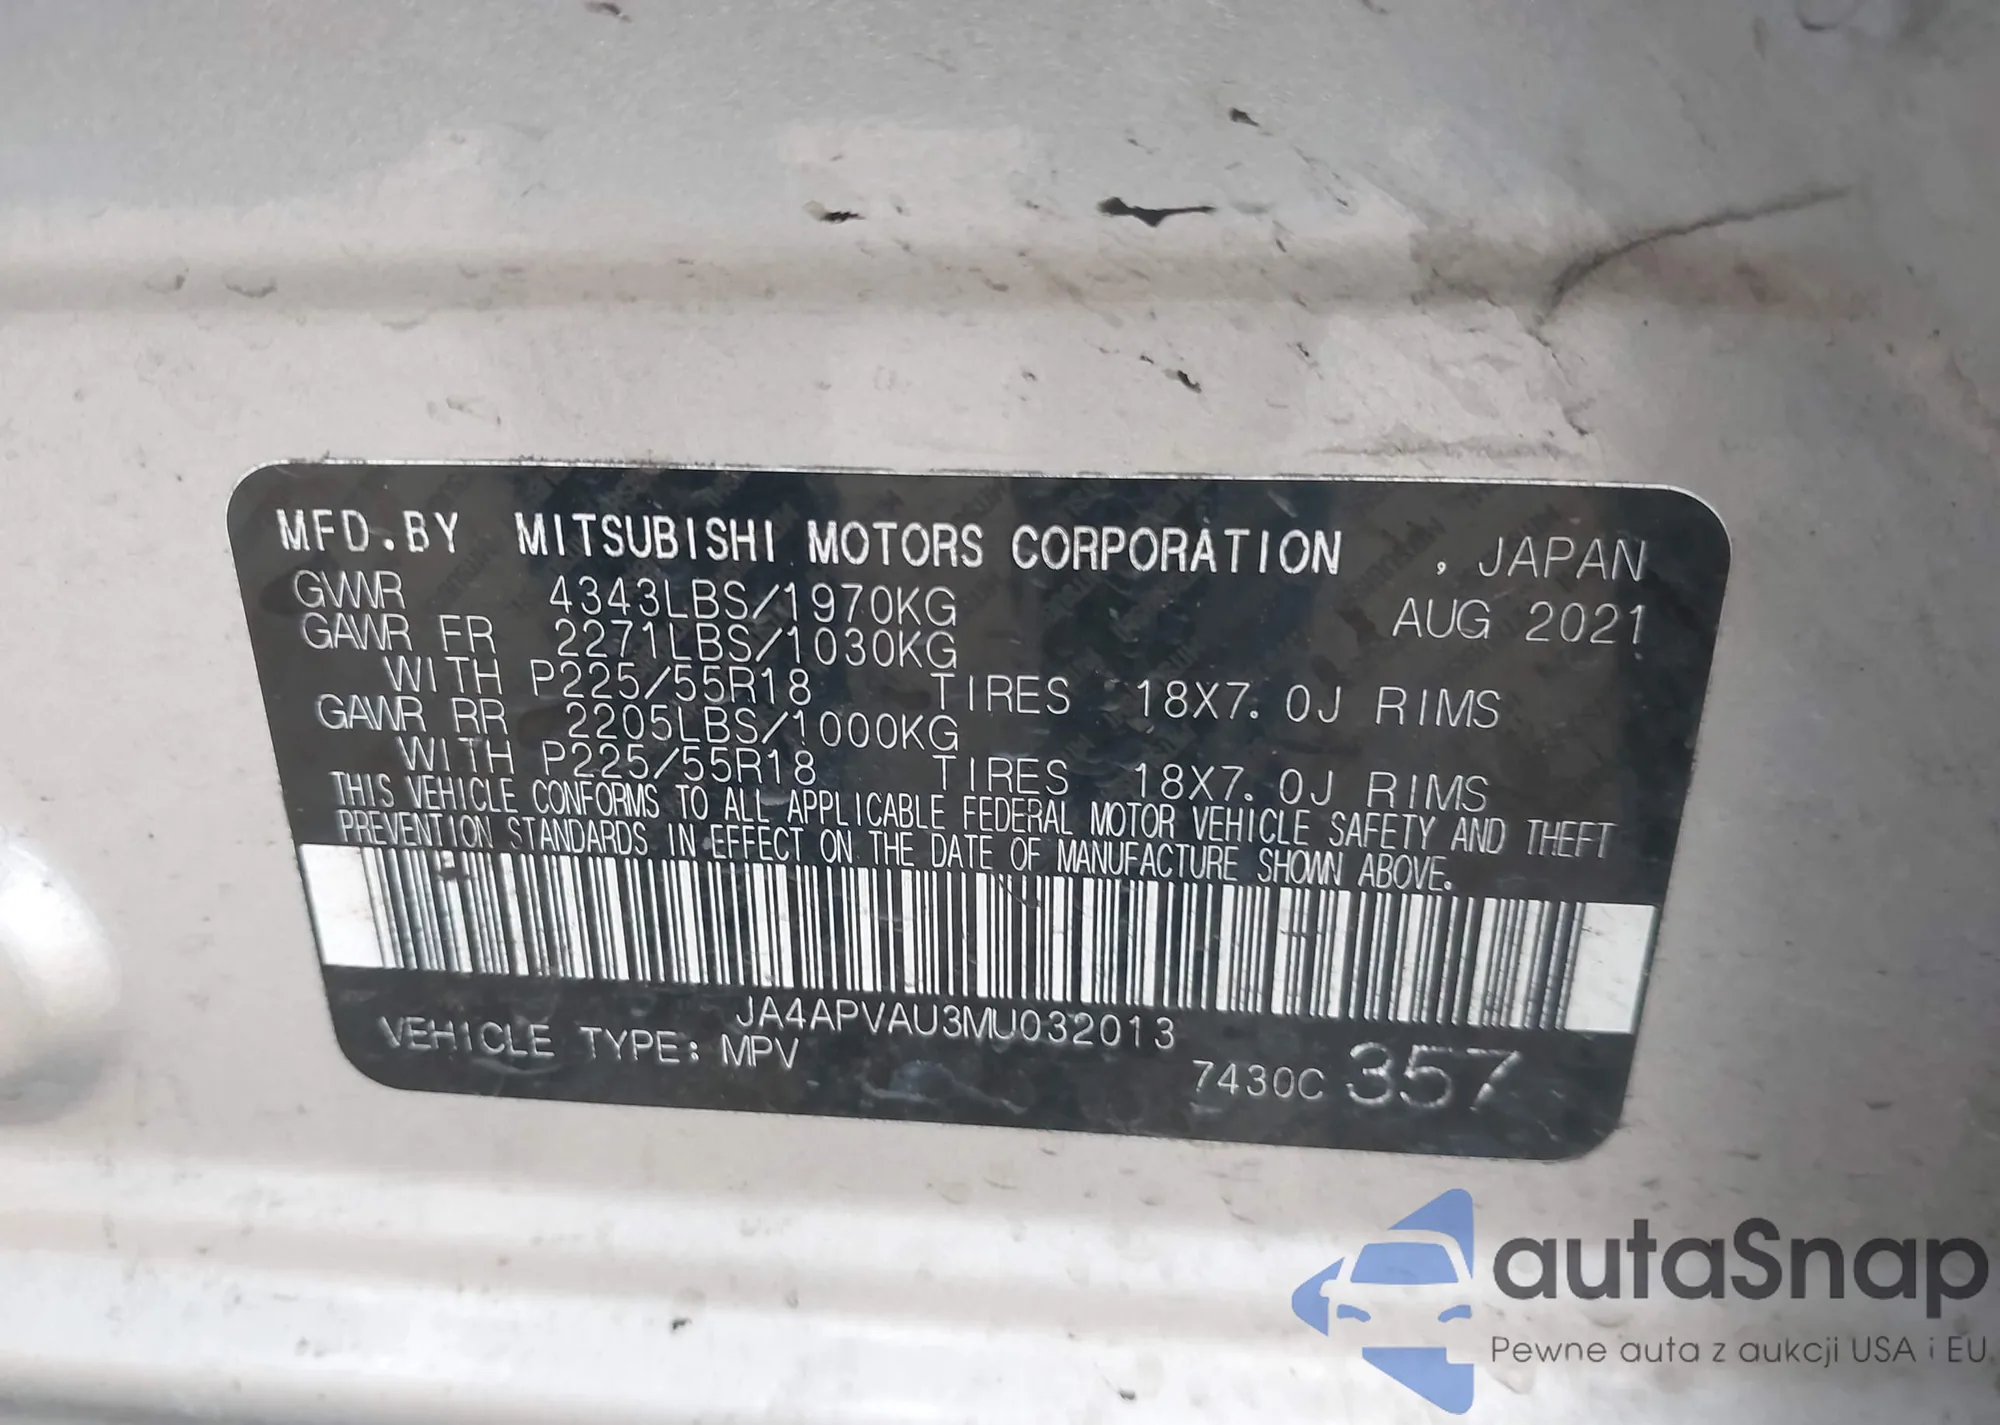 MFD.BY MITSUBISHI MOTORS CORPORATION , JAPAN
GVWR 4343LBS/1970KG AUG 2021
GAWR FR 2271LBS/1030KG
WITH P225/55R18 TIRES 18X7.0J RIMS
GAWR RR 2205LBS/1000KG
WITH P225/55R18 TIRES 18X7.0J RIMS
THIS VEHICLE CONFORMS TO ALL APPLICABLE FEDERAL MOTOR VEHICLE SAFETY AND THEFT
PREVENTION STANDARDS IN EFFECT ON THE DATE OF MANUFACTURE SHOWN ABOVE.
JA4APVAU3MU032013
VEHICLE TYPE: MPV 7430C 357
autaSnap
Pewne auta z aukcji USA i EU